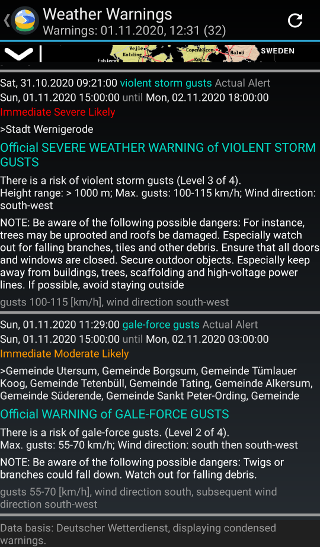 Weather Warnings
Warnings: 01.11.2020, 12:31 (32)
SWEDEN
Sat, 31.10.2020 09:21:00 violent storm gusts Actual Alert
Sun, 01.11.2020 15:00:00 until Mon, 02.11.2020 18:00:00
Immediate Severe Likely
>Stadt Wernigerode
Official SEVERE WEATHER WARNING of VIOLENT STORM
GUSTS
There is a risk of violent storm gusts (Level 3 of 4).
Height range: > 1000 m; Max. gusts: 100-115 km/h; Wind direction:
south-west
NOTE: Be aware of the following possible dangers: For instance,
trees may be uprooted and roofs be damaged. Especially watch
out for falling branches, tiles and other debris. Ensure that all doors
and windows are closed. Secure outdoor objects. Especially keep
away from buildings, trees, scaffolding and high-voltage power
lines. If possible, avoid staying outside
gusts 100-115 [km/h], wind direction south-west
Sun, 01.11.2020 11:29:00 gale-force gusts Actual Alert
Sun, 01.11.2020 15:00:00 until Mon, 02.11.2020 03:00:00
Immediate Moderate Likely
>Gemeinde Utersum, Gemeinde Borgsum, Gemeinde Tümlauer
Koog, Gemeinde Tetenbüll, Gemeinde Tating, Gemeinde Alkersum,
Gemeinde Süderende, Gemeinde Sankt Peter-Ording, Gemeinde
Official WARNING of GALE-FORCE GUSTS
There is a risk of gale-force gusts. (Level 2 of 4).
Max. gusts: 55-70 km/h; Wind direction: south then south-west
NOTE: Be aware of the following possible dangers: Twigs or
branches could fall down. Watch out for falling debris.
gusts 55-70 [km/h], wind direction south, subsequent wind
direction south-west
Data basis: Deutscher Wetterdienst, displaying condensed
warnings.